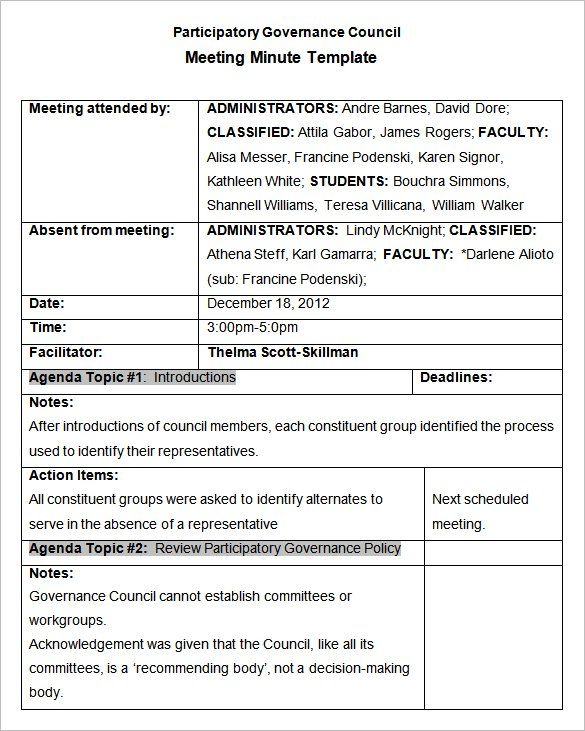 Participatory Governance Council
Meeting Minute Template
Meeting attended by:
ADMINISTRATORS: Andre Barnes, David Dore;
CLASSIFIED: Attila Gabor, James Rogers; FACULTY:
Alisa Messer, Francine Podenski, Karen Signor,
Kathleen White; STUDENTS: Bouchra Simmons,
Shannell Williams, Teresa Villicana, William Walker
Absent from meeting:
ADMINISTRATORS: Lindy McKnight; CLASSIFIED:
Athena Steff, Karl Gamarra; FACULTY: *Darlene Alioto
(sub: Francine Podenski);
Date:
December 18, 2012
Time:
3:00pm-5:0pm
Facilitator:
Thelma Scott-Skillman
Agenda Topic #1: Introductions
Deadlines:
Notes:
After introductions of council members, each constituent group identified the process
used to identify their representatives.
Action Items:
All constituent groups were asked to identify alternates to
serve in the absence of a representative
Next scheduled
meeting.
Agenda Topic #2: Review Participatory Governance Policy
Notes:
Governance Council cannot establish committees or
workgroups.
Acknowledgement was given that the Council, like all its
committees, is a ‘recommending body’, not a decision-making
body.